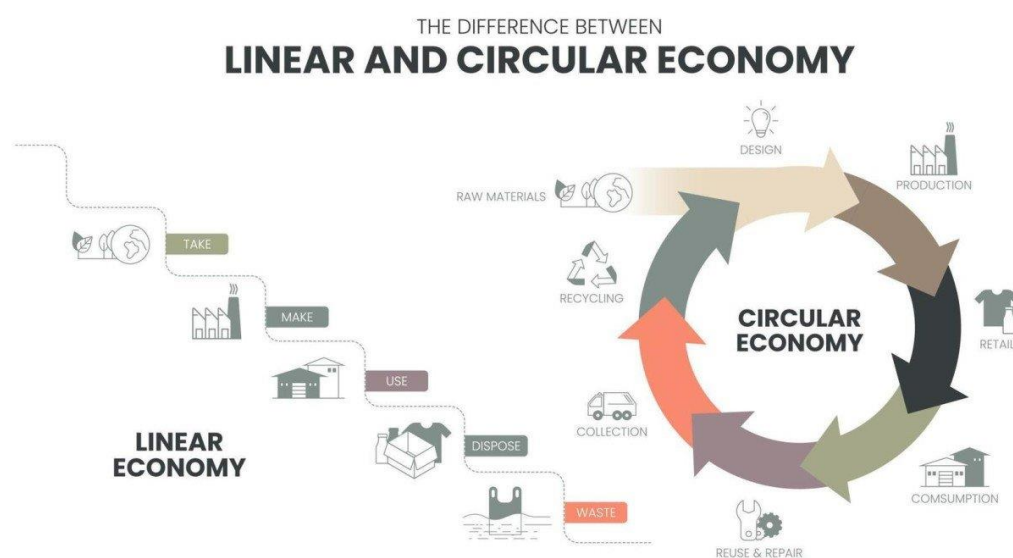 THE DIFFERENCE BETWEEN
LINEAR AND CIRCULAR ECONOMY
TAKE
MAKE
USE
DISPOSE
WASTE
LINEAR
ECONOMY
RAW MATERIALS
DESIGN
PRODUCTION
RETAIL
COMSUMPTION
REUSE & REPAIR
COLLECTION
RECYCLING
CIRCULAR
ECONOMY